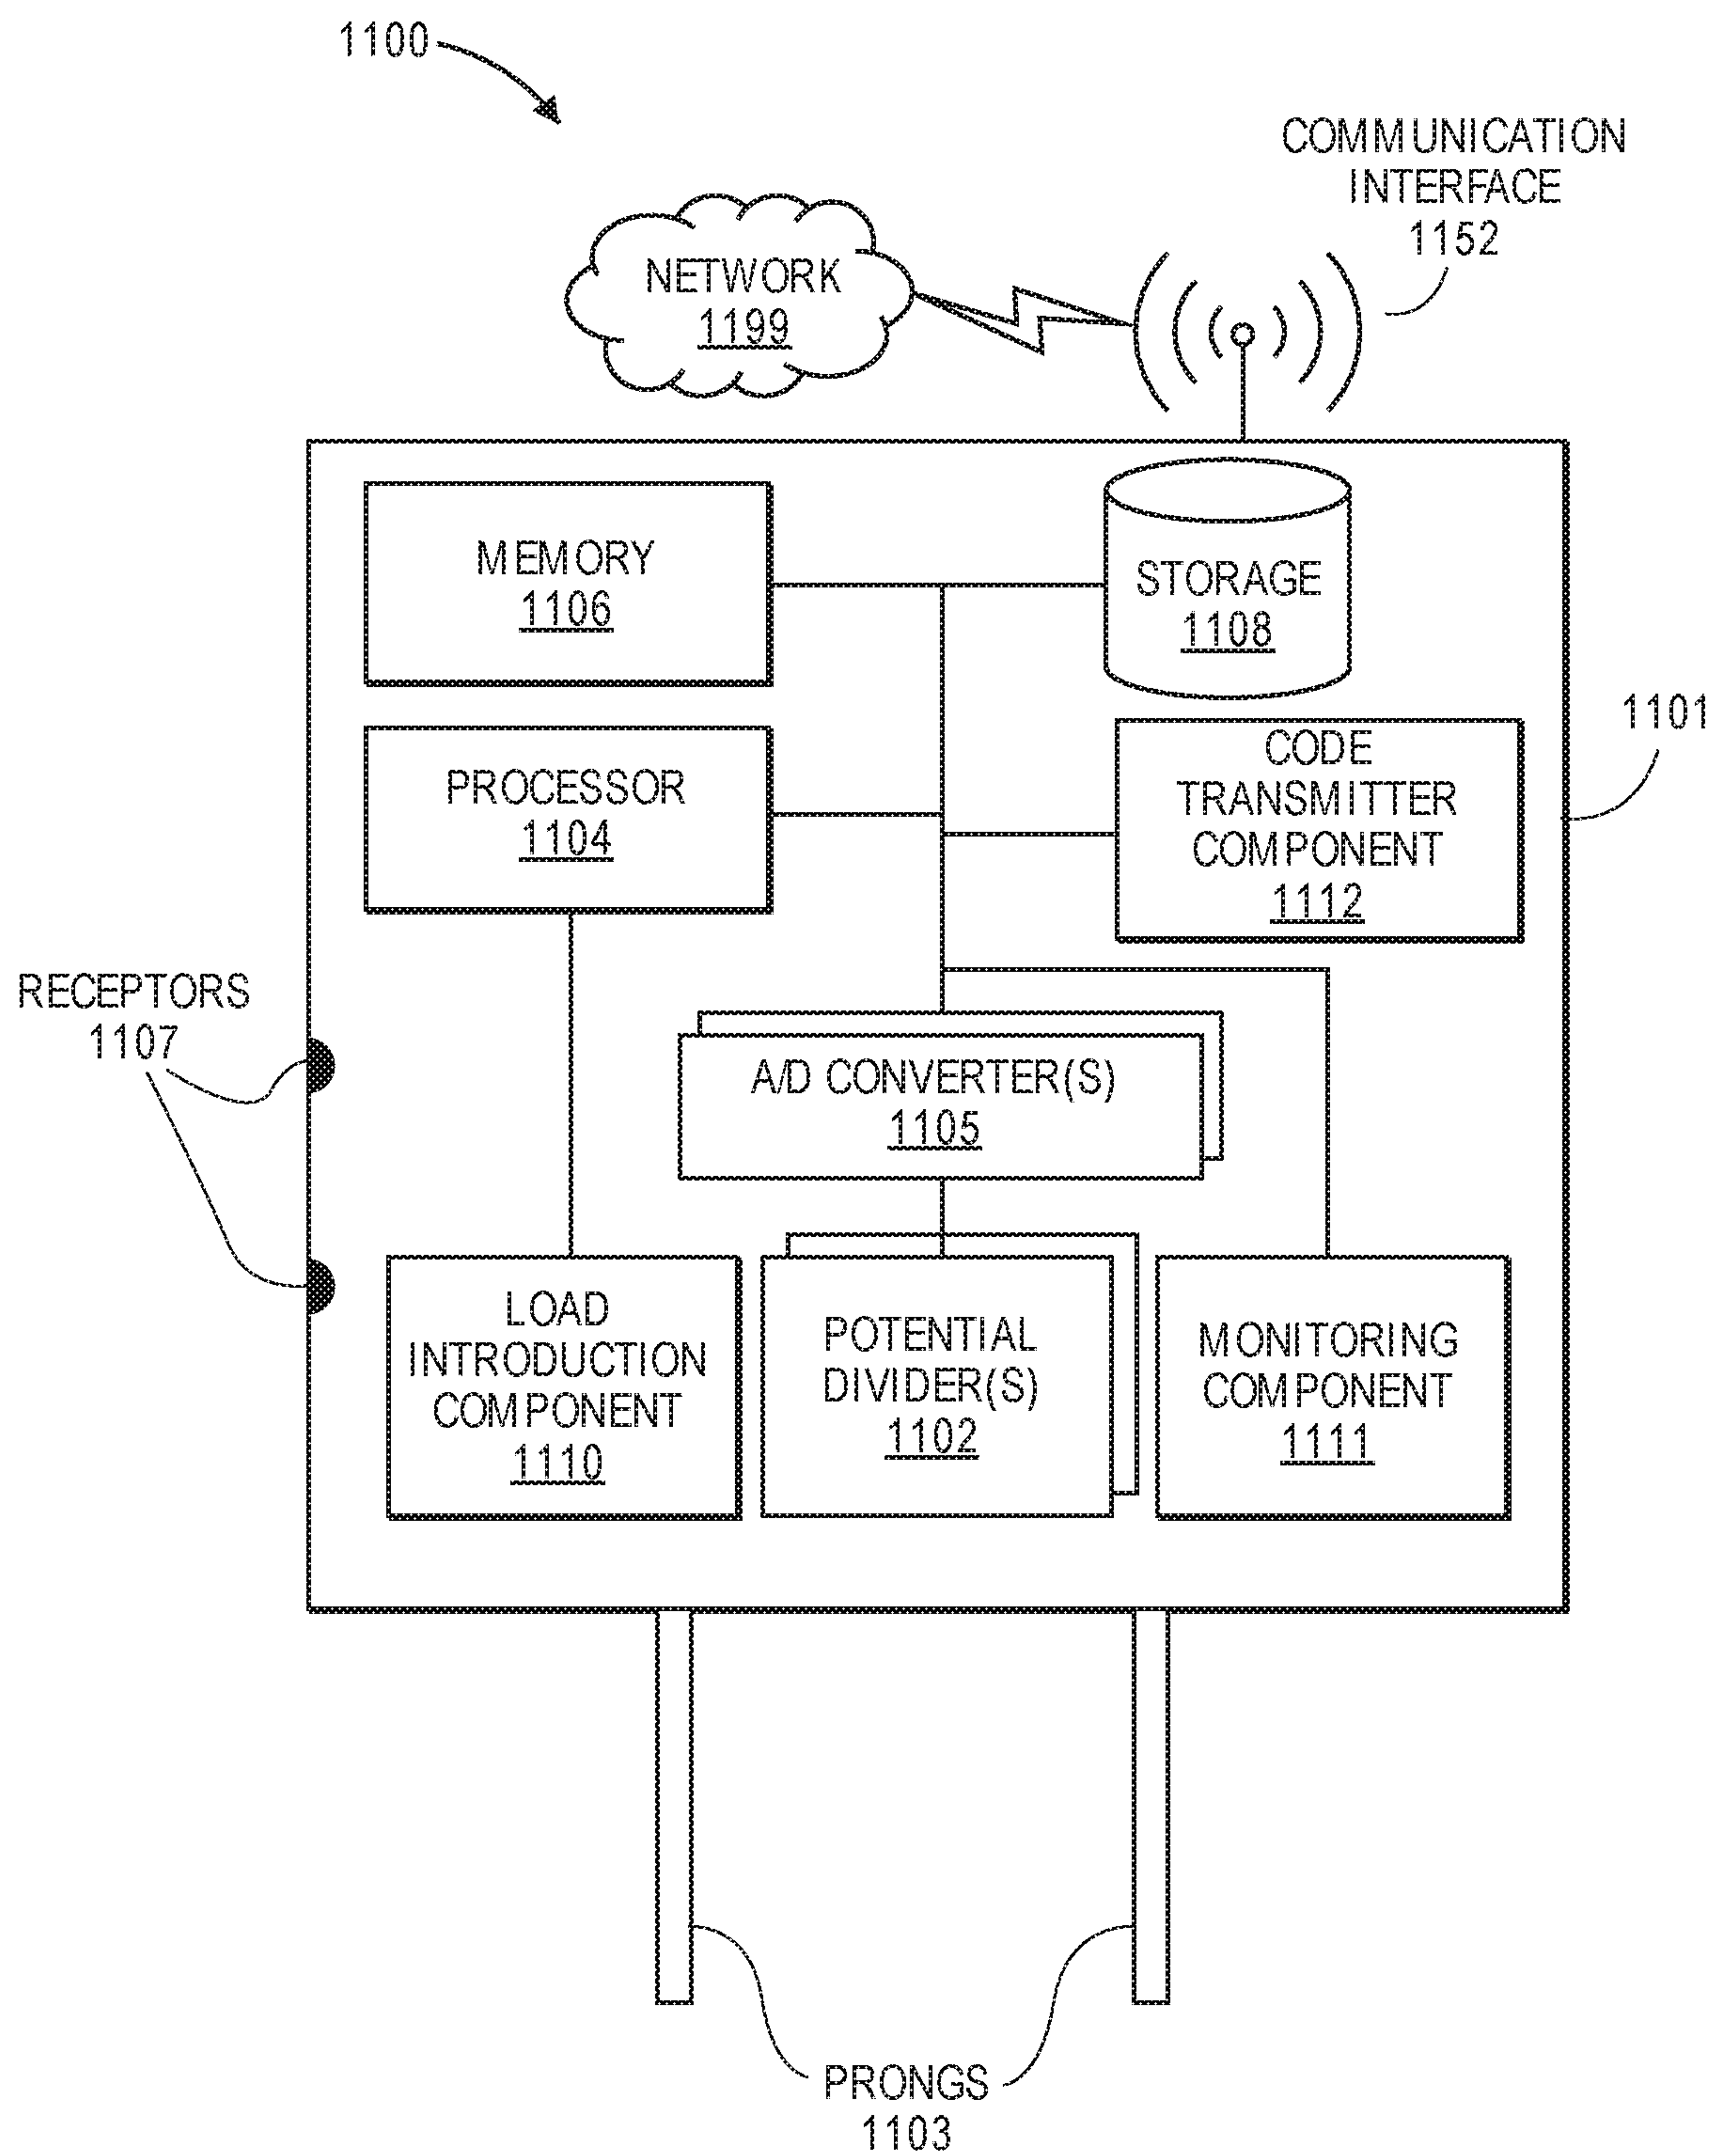 1100
COMMUNICATION
INTERFACE
1152
NETWORK
1199
MEMORY
1106
STORAGE
1108
1101
PROCESSOR
1104
CODE
TRANSMITTER
COMPONENT
1112
RECEPTORS
1107
A/D CONVERTER(S)
1105
LOAD
INTRODUCTION
COMPONENT
1110
POTENTIAL
DIVIDER(S)
1102
MONITORING
COMPONENT
1111
PRONGS
1103